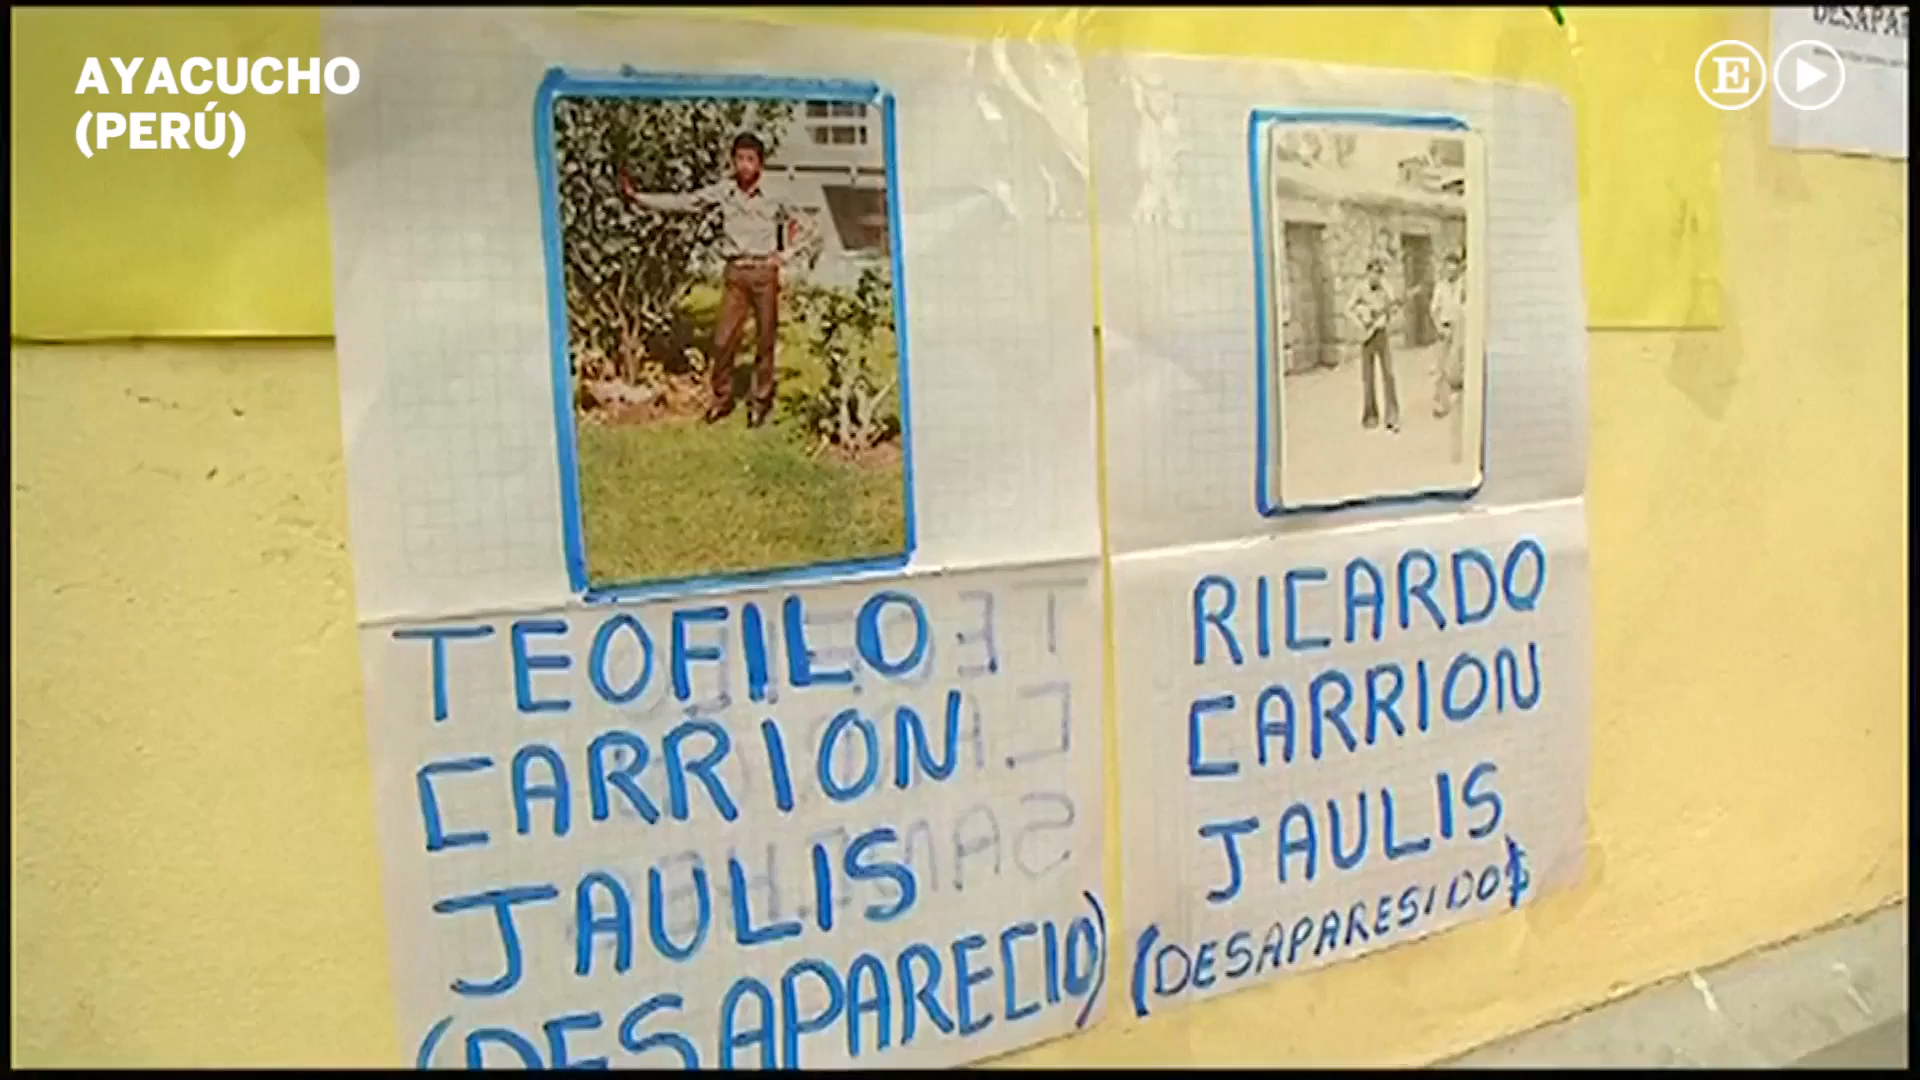 AYACUCHO
(PERÚ)
E
TEOFILO
CARRION
JAULIS
(DESAPARECIO)
RICARDO
CARRION
JAULIS
(DESAPARESIDO$